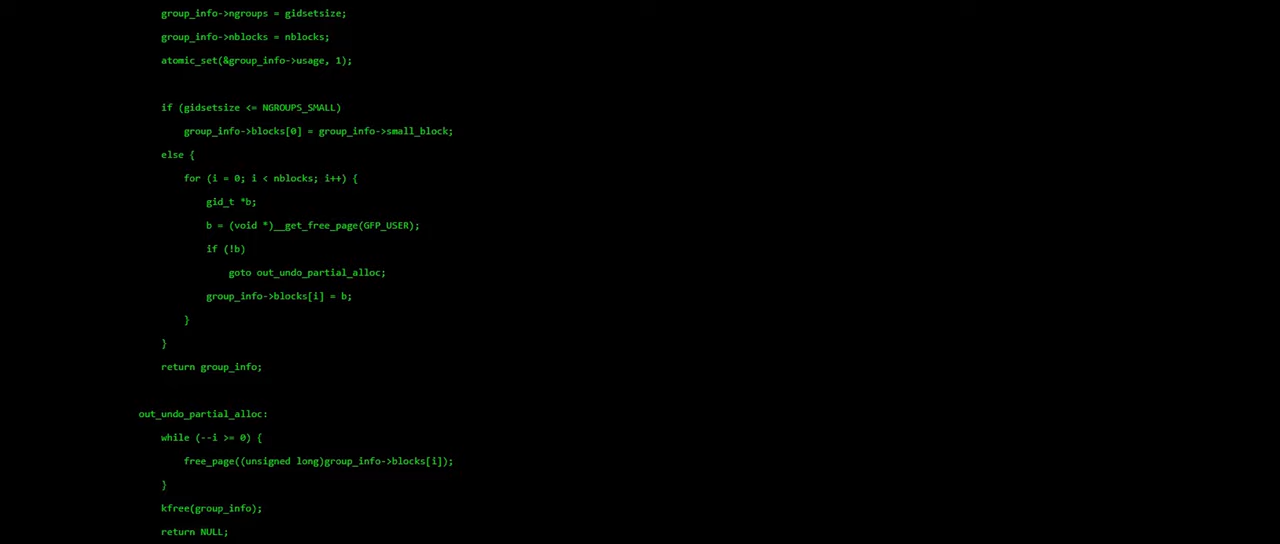 group_info->ngroups = gidsetsize;
group_info->nblocks = nblocks;
atomic_set(&group_info->usage, 1);
if (gidsetsize <= NGROUPS_SMALL)
group_info->blocks[0] = group_info->small_block;
else {
for (i = 0; i < nblocks; i++) {
gid_t *b;
b = (void *)__get_free_page(GFP_USER);
if (!b)
goto out_undo_partial_alloc;
group_info->blocks[i] = b;
}
}
return group_info;
out_undo_partial_alloc:
while (--i >= 0) {
free_page((unsigned long)group_info->blocks[i]);
}
kfree(group_info);
return NULL;